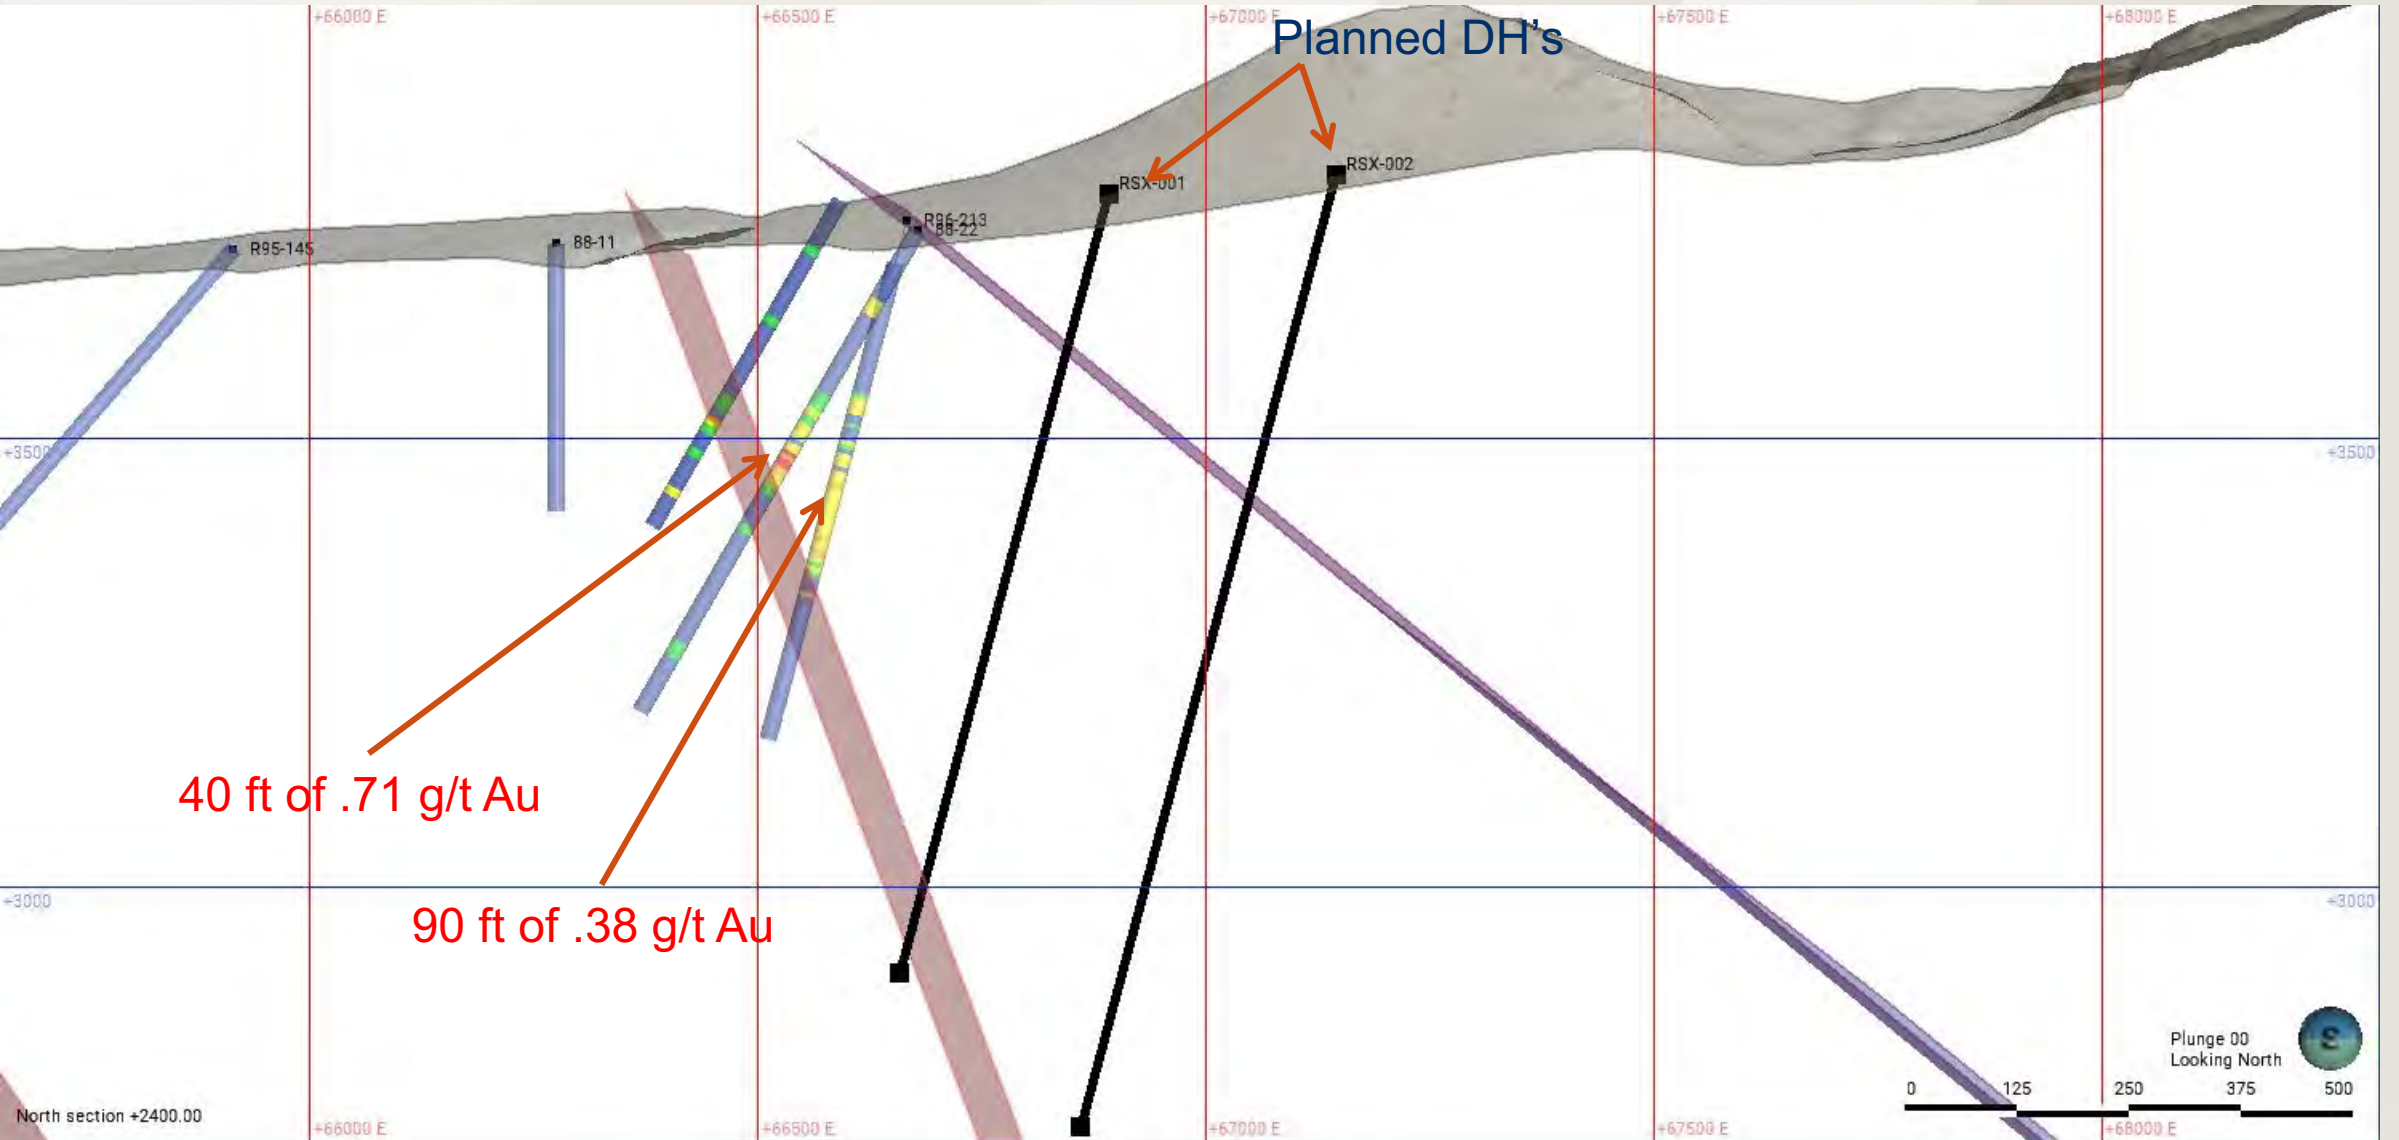 +66000 E
+66500 E
+67000 E
+67500 E
+68000 E
Planned DH's
RSX-001
RSX-002
R95-145
88-11
R96-213
88-22
+3500
+3500
40 ft of .71 g/t Au
90 ft of .38 g/t Au
+3000
+3000
Plunge 00
Looking North
0
125
250
375
500
North section +2400.00
+66000 E
+66500 E
+67000 E
+67500 E
+68000 E